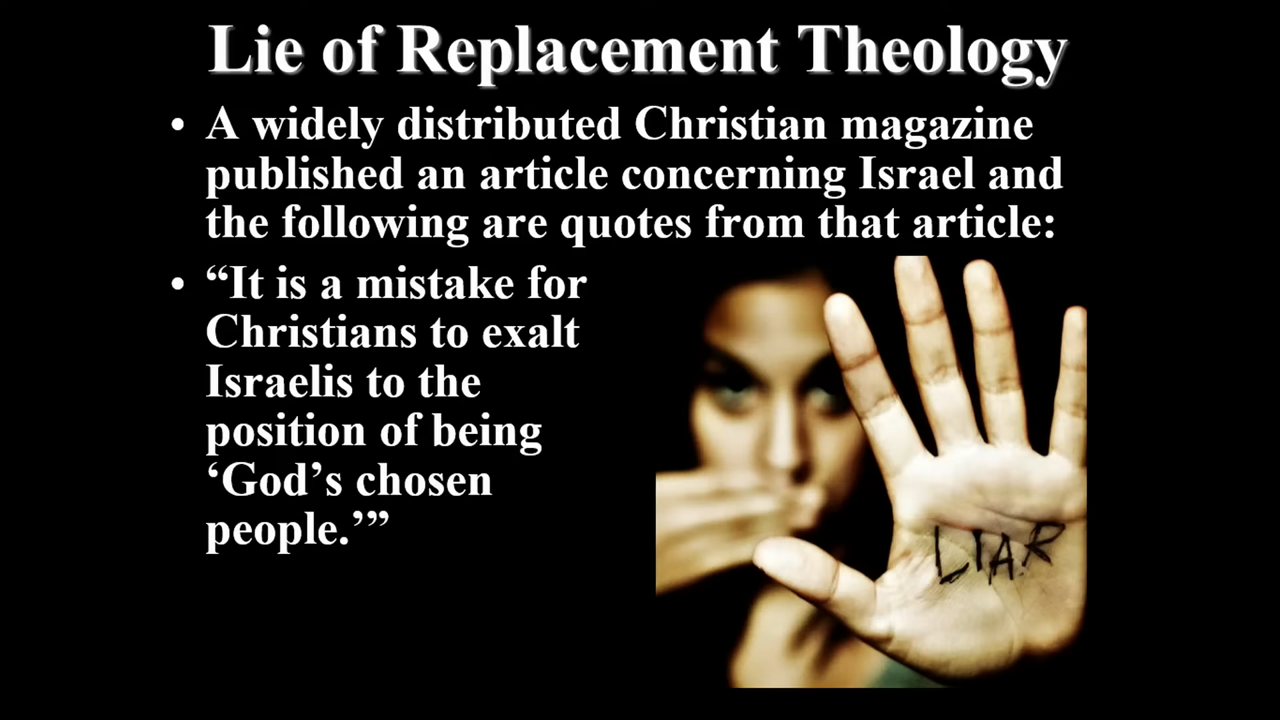 Lie of Replacement Theology
• A widely distributed Christian magazine
published an article concerning Israel and
the following are quotes from that article:
• “It is a mistake for
Christians to exalt
Israelis to the
position of being
‘God’s chosen
people.’”
LIAR